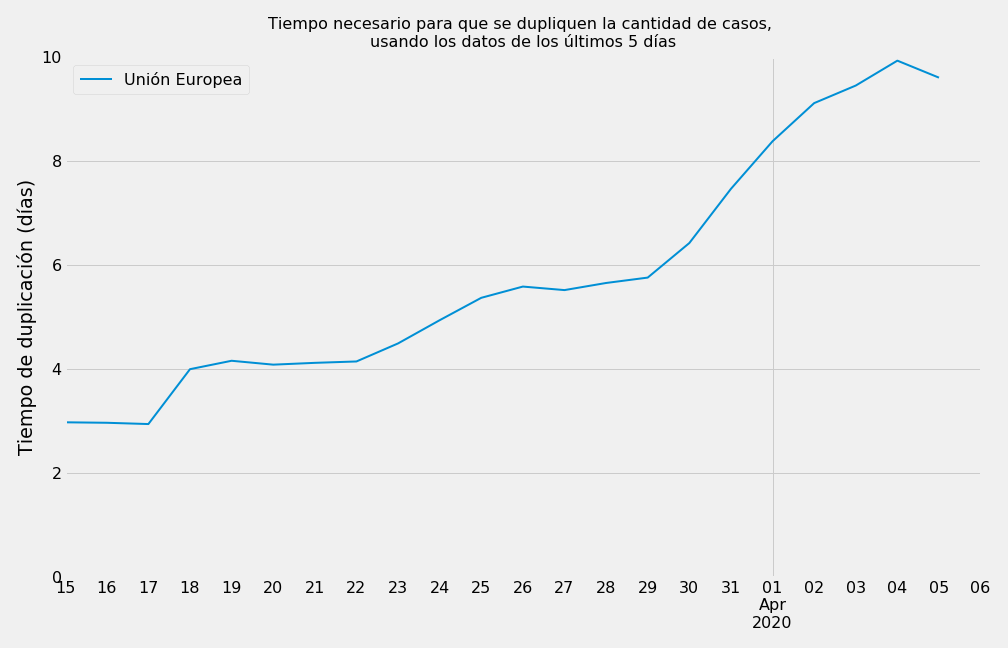 Tiempo necesario para que se dupliquen la cantidad de casos,
usando los datos de los últimos 5 días
Unión Europea
Tiempo de duplicación (días)
10
8
6
4
2
0
15 16 17 18 19 20 21 22 23 24 25 26 27 28 29 30 31 01 02 03 04 05 06
Apr
2020